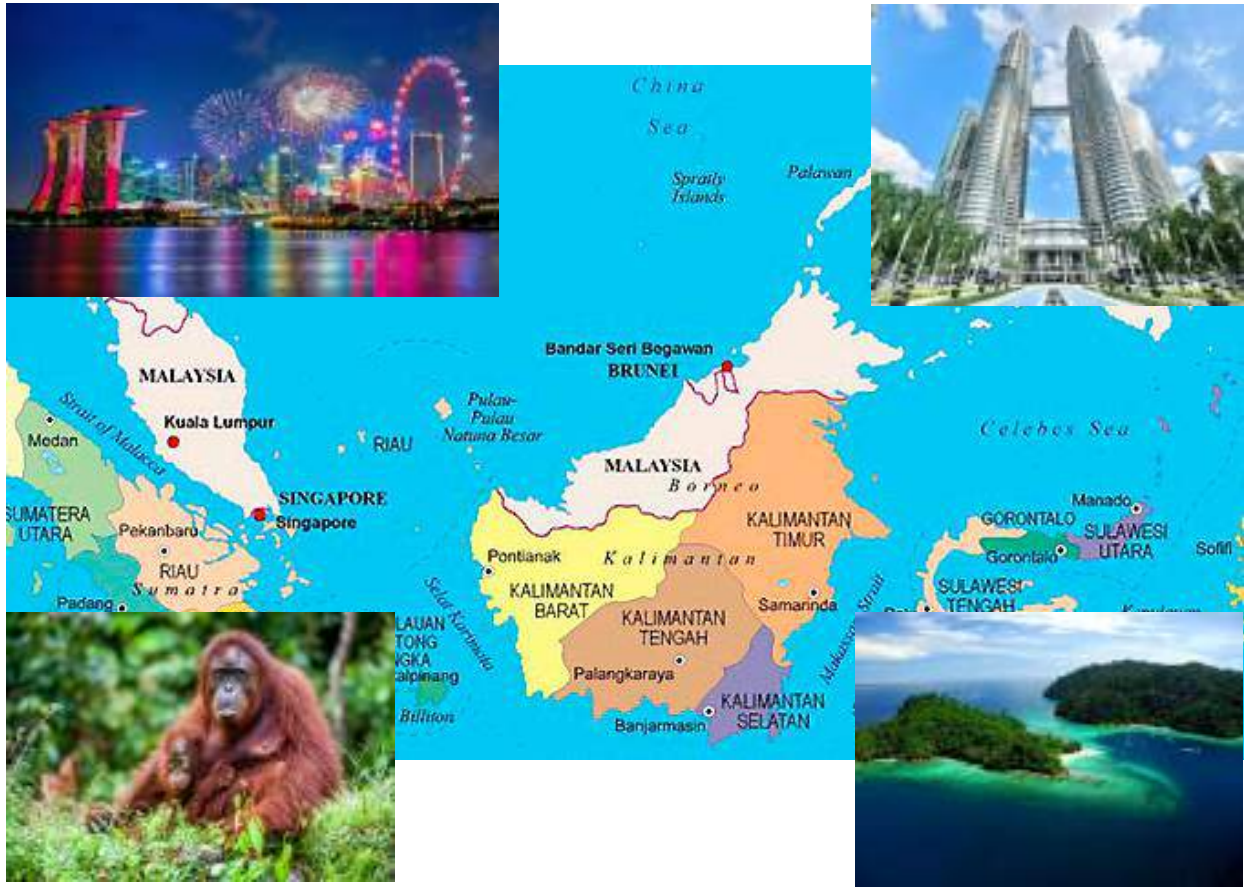 China
Sea
Spratly
Islands
Palawan
Bandar Seri Begawan
BRUNEI
MALAYSIA
Kuala Lumpur
Strait of Malacca
Medan
Pulau-
Pulau
Natuna Besar
RIAU
MALAYSIA
Borneo
Celebes Sea
SINGAPORE
Singapore
SUMATERA
UTARA
Pekanbaru
RIAU
Sumatra
Padang
Pontianak
Kalimantan
KALIMANTAN
BARAT
KALIMANTAN
TIMUR
KALIMANTAN
TENGAH
Samarinda
Palangkaraya
Banjarmasin
KALIMANTAN
SELATAN
Selat Karimata
Billiton
Manado
GORONTALO
Gorontalo
SULAWESI
UTARA
SULAWESI
TENGAH